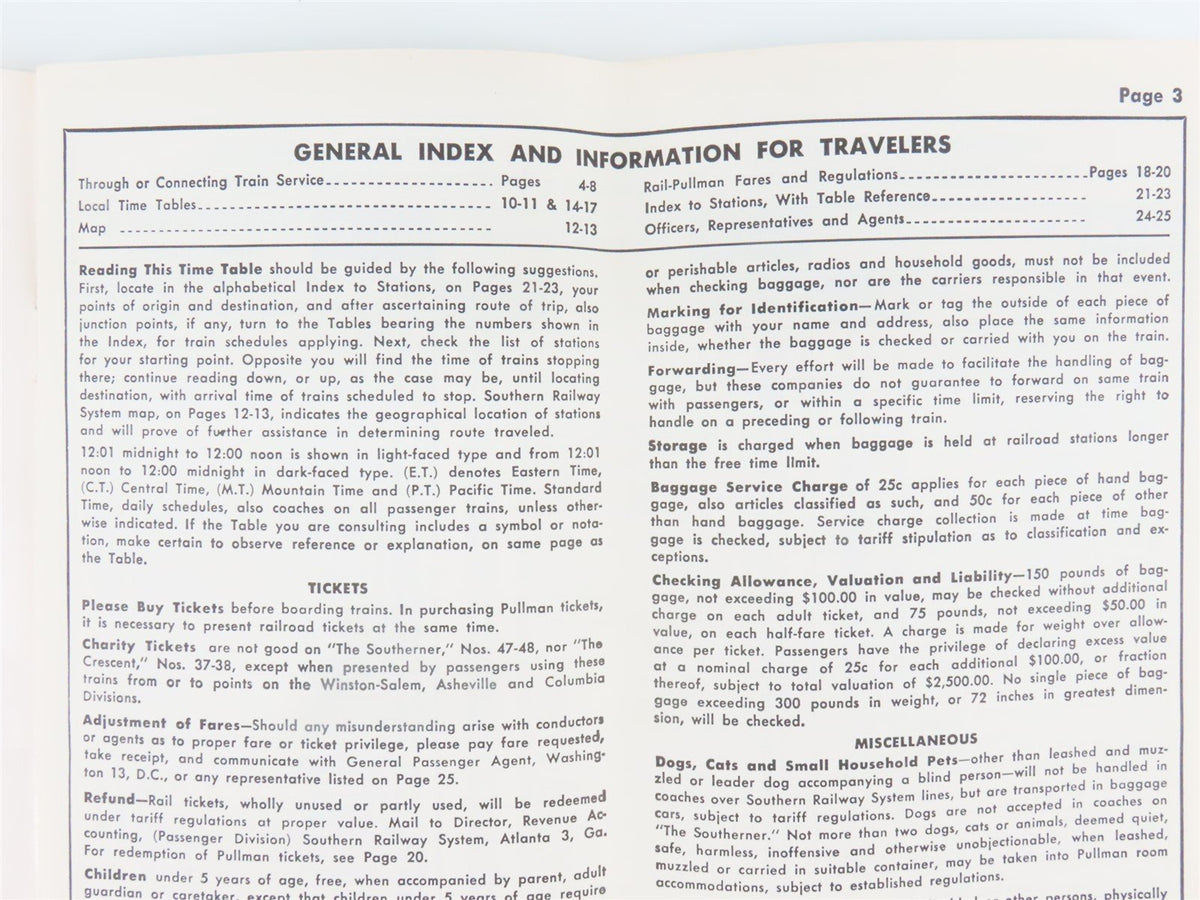 Page 3
GENERAL INDEX AND INFORMATION FOR TRAVELERS
Through or Connecting Train Service Pages 4-8
Local Time Tables 10-11 & 14-17
Map 12-13
Rail-Pullman Fares and Regulations Pages 18-20
Index to Stations, With Table Reference 21-23
Officers, Representatives and Agents 24-25
Reading This Time Table should be guided by the following suggestions.
First, locate in the alphabetical Index to Stations, on Pages 21-23, your
points of origin and destination, and after ascertaining route of trip, also
junction points, if any, turn to the Tables bearing the numbers shown in
the Index, for train schedules applying. Next, check the list of stations
for your starting point. Opposite you will find the time of trains stopping
there; continue reading down, or up, as the case may be, until locating
destination, with arrival time of trains scheduled to stop. Southern Railway
System map, on Pages 12-13, indicates the geographical location of stations
and will prove of further assistance in determining route traveled.
12:01 midnight to 12:00 noon is shown in light-faced type and from 12:01
noon to 12:00 midnight in dark-faced type. (E.T.) denotes Eastern Time,
(C.T.) Central Time, (M.T.) Mountain Time and (P.T.) Pacific Time. Standard
Time, daily schedules, also coaches on all passenger trains, unless other-
wise indicated. If the Table you are consulting includes a symbol or nota-
tion, make certain to observe reference or explanation, on same page as
the Table.
TICKETS
Please Buy Tickets before boarding trains. In purchasing Pullman tickets,
it is necessary to present railroad tickets at the same time.
Charity Tickets are not good on "The Southerner," Nos. 47-48, nor "The
Crescent," Nos. 37-38, except when presented by passengers using these
trains from or to points on the Winston-Salem, Asheville and Columbia
Divisions.
Adjustment of Fares—Should any misunderstanding arise with conductors
or agents as to proper fare or ticket privilege, please pay fare requested,
take receipt, and communicate with General Passenger Agent, Washing-
ton 13, D.C., or any representative listed on Page 25.
Refund—Rail tickets, wholly unused or partly used, will be redeemed
under tariff regulations at proper value. Mail to Director, Revenue Ac-
counting, (Passenger Division) Southern Railway System, Atlanta 3, Ga.
For redemption of Pullman tickets, see Page 20.
Children under 5 years of age, free, when accompanied by parent, adult
guardian or caretaker, except that children under 5 years of age require
or perishable articles, radios and household goods, must not be included
when checking baggage, nor are the carriers responsible in that event.
Marking for Identification—Mark or tag the outside of each piece of
baggage with your name and address, also place the same information
inside, whether the baggage is checked or carried with you on the train.
Forwarding—Every effort will be made to facilitate the handling of bag-
gage, but these companies do not guarantee to forward on same train
with passengers, or within a specific time limit, reserving the right to
handle on a preceding or following train.
Storage is charged when baggage is held at railroad stations longer
than the free time limit.
Baggage Service Charge of 25c applies for each piece of hand bag-
gage, also articles classified as such, and 50c for each piece of other
than hand baggage. Service charge collection is made at time bag-
gage is checked, subject to tariff stipulation as to classification and ex-
ceptions.
Checking Allowance, Valuation and Liability—150 pounds of bag-
gage, not exceeding $100.00 in value, may be checked without additional
charge on each adult ticket, and 75 pounds, not exceeding $50.00 in
value, on each half-fare ticket. A charge is made for weight over allow-
ance per ticket. Passengers have the privilege of declaring excess value
at a nominal charge of 25c for each additional $100.00, or fraction
thereof, subject to total valuation of $2,500.00. No single piece of bag-
gage exceeding 300 pounds in weight, or 72 inches in greatest dimen-
sion, will be checked.
MISCELLANEOUS
Dogs, Cats and Small Household Pets—other than leashed and muz-
zled or leader dog accompanying a blind person—will not be handled in
coaches over Southern Railway System lines, but are transported in baggage
cars, subject to tariff regulations. Dogs are not accepted in coaches on
"The Southerner." Not more than two dogs, cats or animals, deemed quiet,
safe, harmless, inoffensive and otherwise unobjectionable, when leashed,
muzzled or carried in suitable container, may be taken into Pullman room
accommodations, subject to established regulations.
other persons, physically